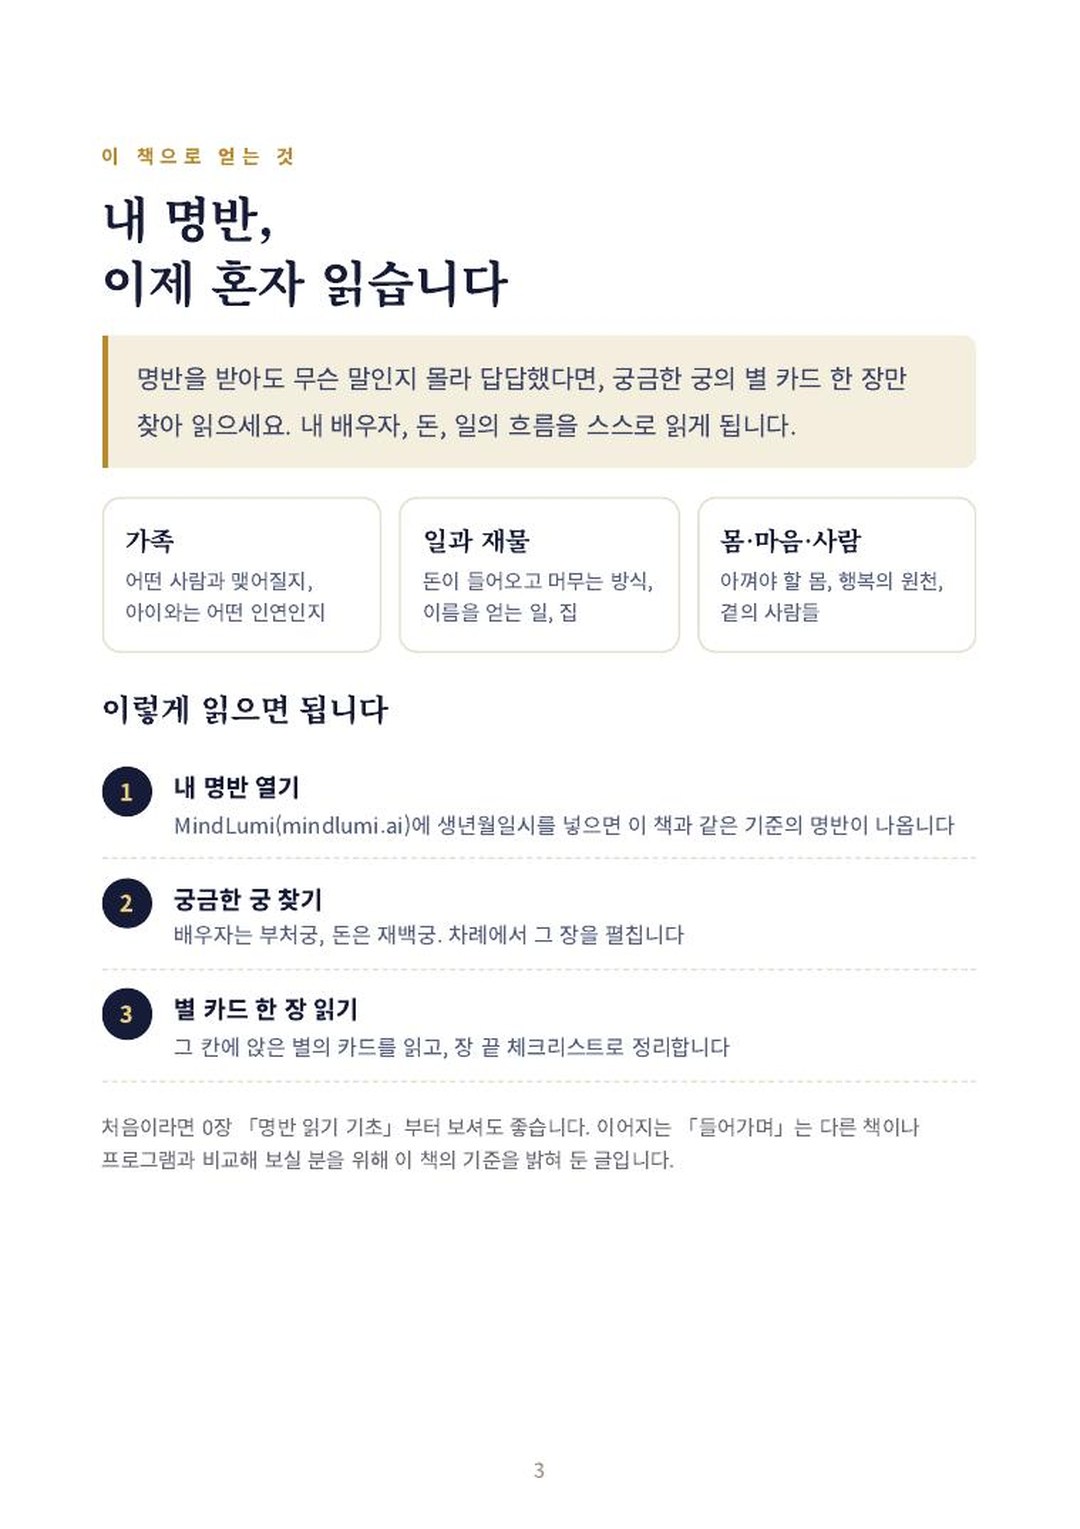 이 책으로 얻는 것
내 명반,
이제 혼자 읽습니다
명반을 받아도 무슨 말인지 몰라 답답했다면, 궁금한 궁의 별 카드 한 장만
찾아 읽으세요. 내 배우자, 돈, 일의 흐름을 스스로 읽게 됩니다.
가족
어떤 사람과 맺어질지,
아이와는 어떤 인연인지
일과 재물
돈이 들어오고 머무는 방식,
이름을 얻는 일, 집
몸·마음·사람
아껴야 할 몸, 행복의 원천,
곁의 사람들
이렇게 읽으면 됩니다
1
내 명반 열기
MindLumi(mindlumi.ai)에 생년월일시를 넣으면 이 책과 같은 기준의 명반이 나옵니다
2
궁금한 궁 찾기
배우자는 부처궁, 돈은 재백궁. 차례에서 그 장을 펼칩니다
3
별 카드 한 장 읽기
그 칸에 앉은 별의 카드를 읽고, 장 끝 체크리스트로 정리합니다
처음이라면 0장 「명반 읽기 기초」부터 보셔도 좋습니다. 이어지는 「들어가며」는 다른 책이나
프로그램과 비교해 보실 분을 위해 이 책의 기준을 밝혀 둔 글입니다.
3